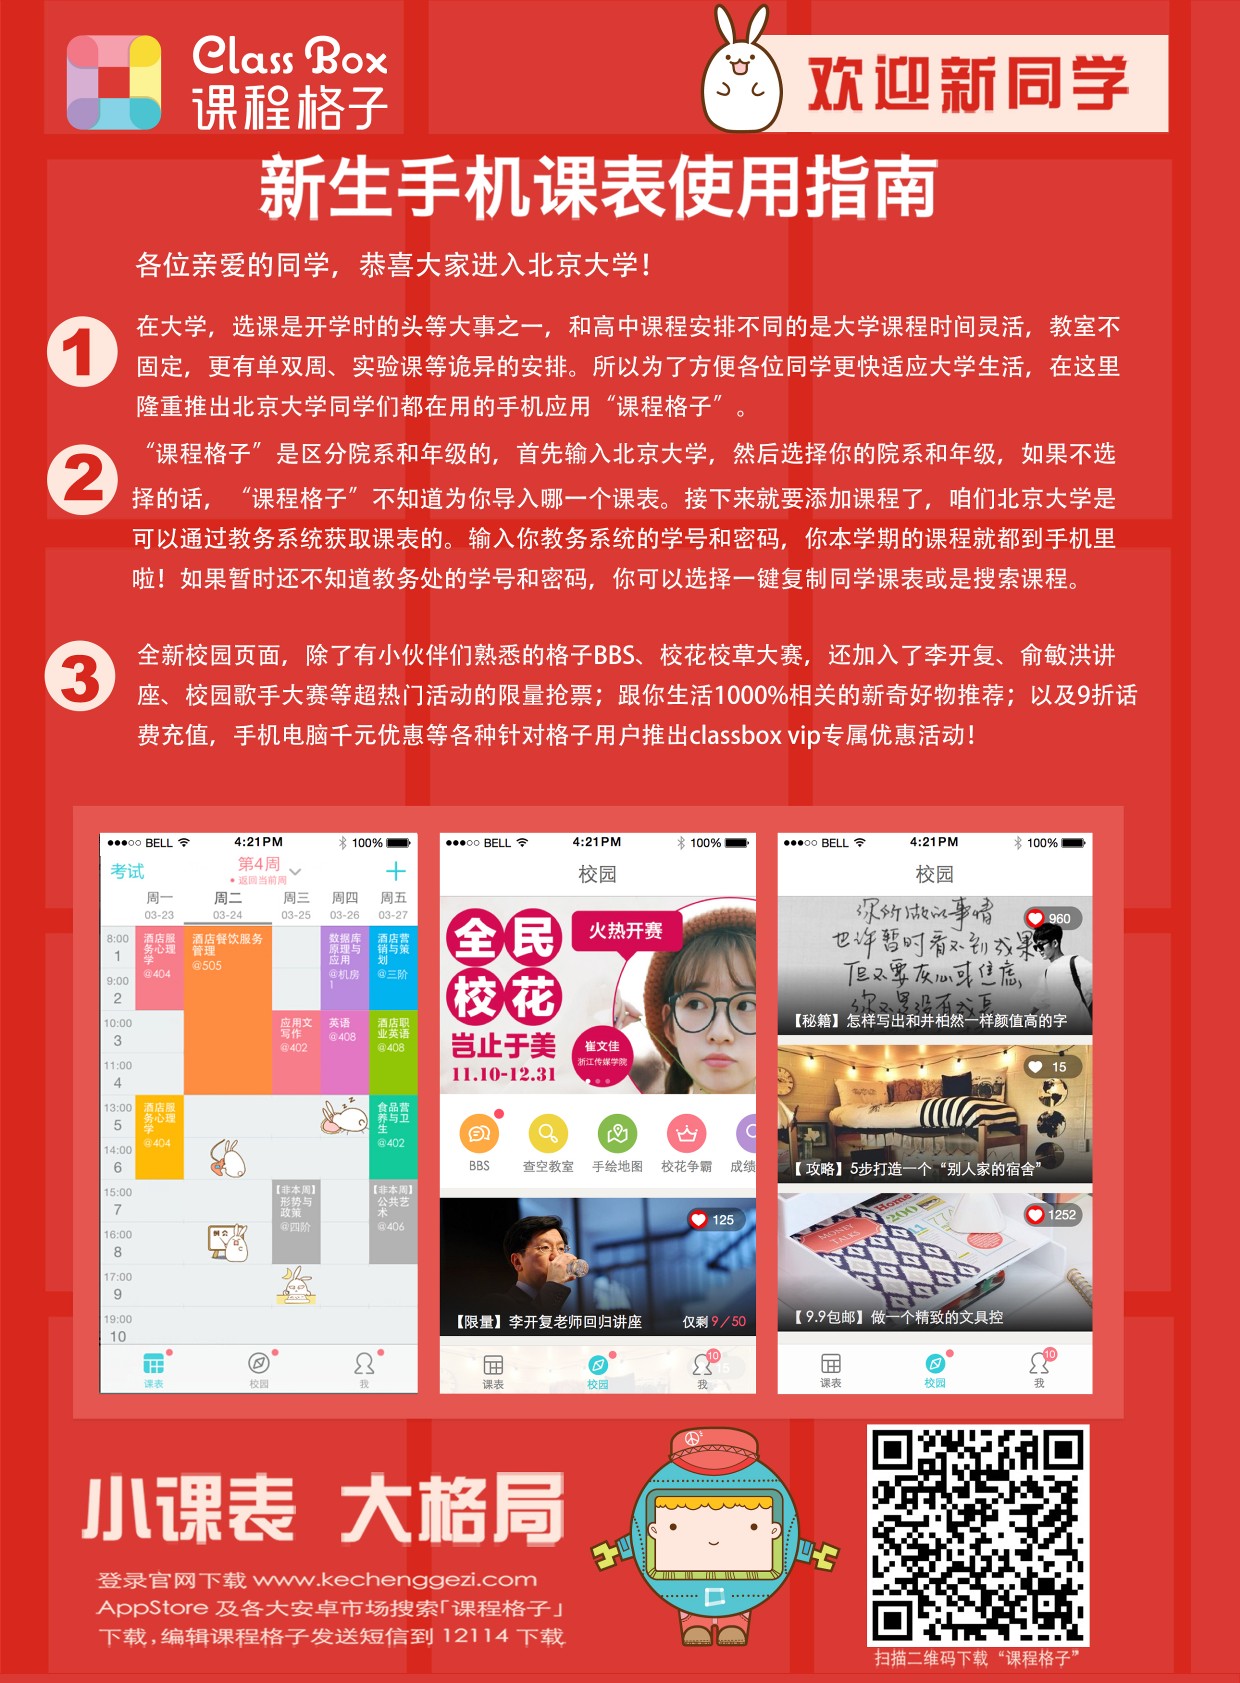 Class Box
课程格子
欢迎新同学
新生手机课表使用指南
各位亲爱的同学，恭喜大家进入北京大学！
1
在大学，选课是开学时的头等大事之一，和高中课程安排不同的是大学课程时间灵活，教室不
固定，更有单双周、实验课等诡异的安排。所以为了方便各位同学更快适应大学生活，在这里
隆重推出北京大学同学们都在用的手机应用“课程格子”。
2
“课程格子”是区分院系和年级的，首先输入北京大学，然后选择你的院系和年级，如果不选
择的话，“课程格子”不知道为你导入哪一个课表。接下来就要添加课程了，咱们北京大学是
可以通过教务系统获取课表的。输入你教务系统的学号和密码，你本学期的课程就都到手机里
啦！如果暂时还不知道教务处的学号和密码，你可以选择一键复制同学课表或是搜索课程。
3
全新校园页面，除了有小伙伴们熟悉的格子BBS、校花校草大赛，还加入了李开复、俞敏洪讲
座、校园歌手大赛等超热门活动的限量抢票；跟你生活1000%相关的新奇好物推荐；以及9折话
费充值，手机电脑千元优惠等各种针对格子用户推出classbox vip专属优惠活动！
BELL 4:21PM 100%
考试 第4周
返回当前周
周一 周二 周三 周四 周五
03-23 03-24 03-25 03-26 03-27
8:00
1
9:00
2
10:00
3
11:00
4
13:00
5
14:00
6
15:00
7
16:00
8
17:00
9
19:00
10
酒店服
务心理
学
@404
酒店餐饮服务
管理
@505
数据库
原理与
应用
@机房
1
酒店营
销与策
划
@三阶
应用文
写作
@402
英语
@408
酒店职
业英语
@408
酒店服
务心理
学
@404
食品营
养与卫
生
@402
【非本周】
形势与
政策
@四阶
【非本周】
公共艺
术
@406
课表 校园 我
BELL 4:21PM 100%
校园
全民
校花
火热开赛
岂止于美
11.10-12.31
崔文佳
浙江传媒学院
BBS 查空教室 手绘地图 校花争霸 成绩
125
【限量】李开复老师回归讲座 仅剩 9/50
10
课表 校园 我
BELL 4:21PM 100%
校园
你所做的事情
也许暂时看不到成果
但不要灰心或焦虑
960
【秘籍】怎样写出和井柏然一样颜值高的字
15
【攻略】5步打造一个“别人家的宿舍”
Home
200
MONEY
TALKS
1252
【9.9包邮】做一个精致的文具控
10
课表 校园 我
小课表 大格局
登录官网下载 www.kechenggezi.com
AppStore 及各大安卓市场搜索「课程格子」
下载，编辑课程格子发送短信到 12114 下载
扫描二维码下载“课程格子”